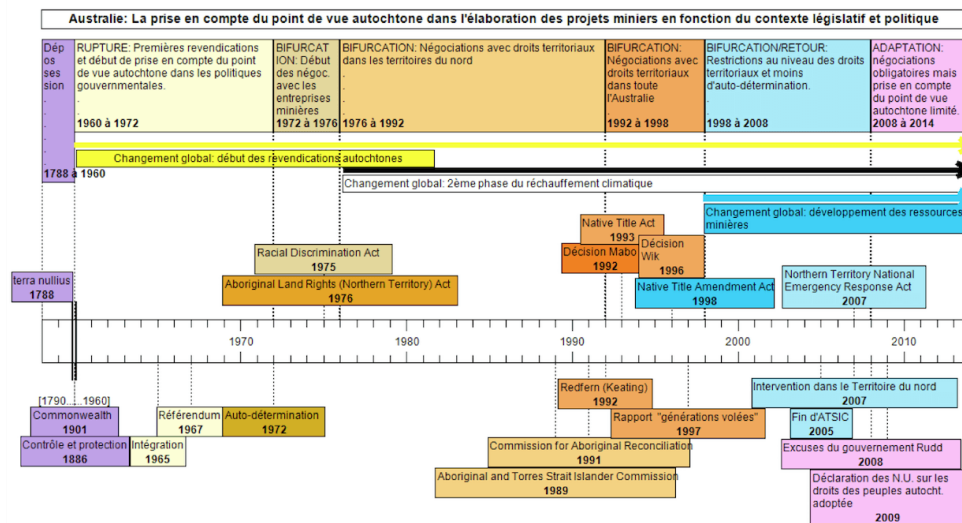 Australie: La prise en compte du point de vue autochtone dans l'élaboration des projets miniers en fonction du contexte législatif et politique
Dép
os
ses
sion
.
.
.
.
1788 à 1960
RUPTURE: Premières revendications
et début de prise en compte du point
de vue autochtone dans les politiques
gouvernementales.
.
.
1960 à 1972
BIFURCAT
ION: Début
des négoc.
avec les
entreprises
minières
1972 à 1976
BIFURCATION: Négociations avec droits territoriaux
dans les territoires du nord
.
.
.
.
1976 à 1992
BIFURCATION:
Négociations avec
droits territoriaux
dans toute
l'Australie
.
1992 à 1998
BIFURCATION/RETOUR:
Restrictions au niveau des droits
territoriaux et moins
d'auto-détermination.
.
.
1998 à 2008
ADAPTATION:
négociations
obligatoires mais
prise en compte
du point de vue
autochtone limité.
2008 à 2014
Changement global: début des revendications autochtones
Changement global: 2ème phase du réchauffement climatique
Changement global: développement des ressources
minières
Native Title Act
1993
Décision Mabo
1992
Décision
Wik
1996
Racial Discrimination Act
1975
Aboriginal Land Rights (Northern Territory) Act
1976
Native Title Amendment Act
1998
Northern Territory National
Emergency Response Act
2007
terra nullius
1788
1970
1980
1990
2000
2010
[1790.....1960]
Commonwealth
1901
Contrôle et protection
1886
Intégration
1965
Référendum
1967
Auto-détermination
1972
Redfern (Keating)
1992
Rapport "générations volées"
1997
Commission for Aboriginal Reconciliation
1991
Aboriginal and Torres Strait Islander Commission
1989
Intervention dans le Territoire du nord
2007
Fin d'ATSIC
2005
Excuses du gouvernement Rudd
2008
Déclaration des N.U. sur les
droits des peuples autocht.
adoptée
2009